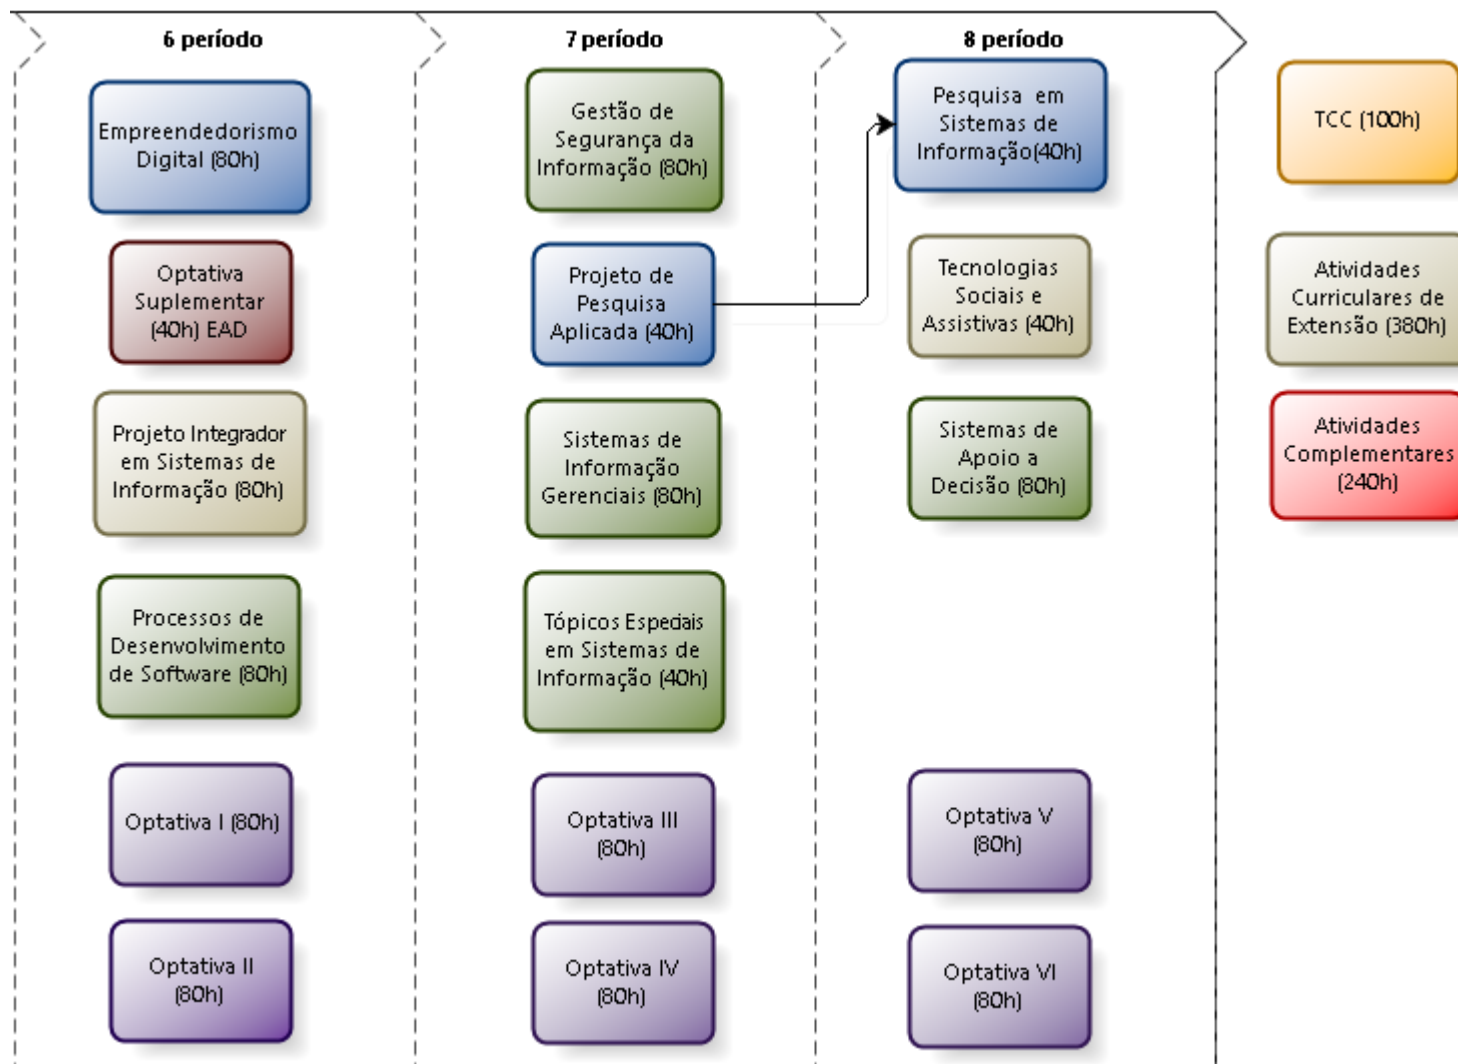 6 período
Empreendedorismo
Digital (80h)
Optativa
Suplementar
(40h) EAD
Projeto Integrador
em Sistemas de
Informação (80h)
Processos de
Desenvolvimento
de Software (80h)
Optativa I (80h)
Optativa II
(80h)
7 período
Gestão de
Segurança da
Informação (80h)
Projeto de
Pesquisa
Aplicada (40h)
Sistemas de
Informação
Gerenciais (80h)
Tópicos Especiais
em Sistemas de
Informação (40h)
Optativa III
(80h)
Optativa IV
(80h)
8 período
Pesquisa em
Sistemas de
Informação(40h)
Tecnologias
Sociais e
Assistivas (40h)
Sistemas de
Apoio a
Decisão (80h)
Optativa V
(80h)
Optativa VI
(80h)
TCC (100h)
Atividades
Curriculares de
Extensão (380h)
Atividades
Complementares
(240h)